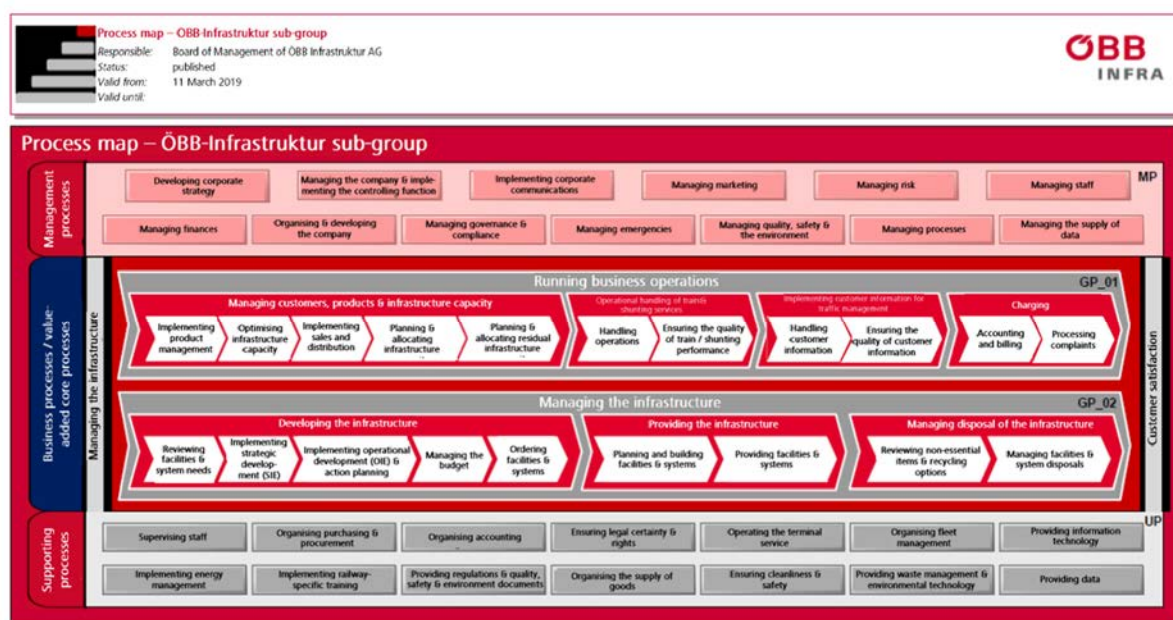 Process map – ÖBB-Infrastruktur sub-group
Responsible: Board of Management of ÖBB Infrastruktur AG
Status: published
Valid from: 11 March 2019
Valid until:
ÖBB
INFRA
Process map – ÖBB-Infrastruktur sub-group
Management
processes
MP
Developing corporate
strategy
Managing the company & imple-
menting the controlling function
Implementing corporate
communications
Managing marketing
Managing risk
Managing staff
Managing finances
Organising & developing
the company
Managing governance &
compliance
Managing emergencies
Managing quality, safety &
the environment
Managing processes
Managing the supply of
data
Business processes / value-
added core processes
Managing the infrastructure
Running business operations
GP_01
Managing customers, products & infrastructure capacity
Implementing
product
management
Optimising
infrastructure
capacity
Implementing
sales and
distribution
Planning &
allocating
infrastructure
Planning &
allocating residual
infrastructure
Operational handling of train&
shunting services
Handling
operations
Ensuring the quality
of train / shunting
performance
Implementing customer information for
traffic management
Handling
customer
information
Ensuring the
quality of customer
information
Charging
Accounting
and billing
Processing
complaints
Managing the infrastructure
GP_02
Developing the infrastructure
Reviewing
facilities &
system needs
Implementing
strategic
develop-
ment (SIE)
Implementing operational
development (OIE) &
action planning
Managing the
budget
Ordering
facilities &
systems
Providing the infrastructure
Planning and building
facilities & systems
Providing facilities &
systems
Managing disposal of the infrastructure
Reviewing non-essential
items & recycling
options
Managing facilities &
system disposals
Customer satisfaction
Supporting
processes
UP
Supervising staff
Organising purchasing &
procurement
Organising accounting
Ensuring legal certainty &
rights
Operating the terminal
service
Organising fleet
management
Providing information
technology
Implementing energy
management
Implementing railway-
specific training
Providing regulations & quality,
safety & environment documents
Organising the supply of
goods
Ensuring cleanliness &
safety
Providing waste management &
environmental technology
Providing data